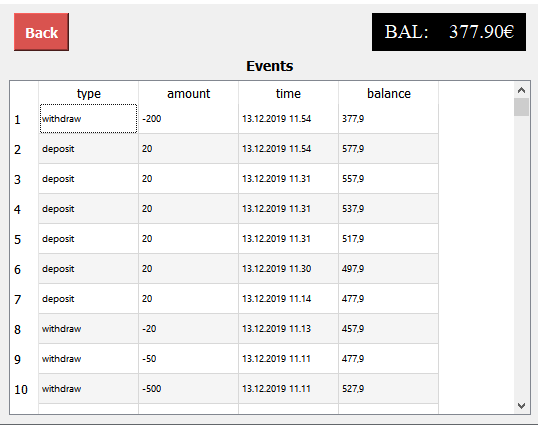 Back BAL: 377.90€
Events
type amount time balance
1 withdraw -200 13.12.2019 11.54 377,9
2 deposit 20 13.12.2019 11.54 577,9
3 deposit 20 13.12.2019 11.31 557,9
4 deposit 20 13.12.2019 11.31 537,9
5 deposit 20 13.12.2019 11.31 517,9
6 deposit 20 13.12.2019 11.30 497,9
7 deposit 20 13.12.2019 11.14 477,9
8 withdraw -20 13.12.2019 11.13 457,9
9 withdraw -50 13.12.2019 11.11 477,9
10 withdraw -500 13.12.2019 11.11 527,9